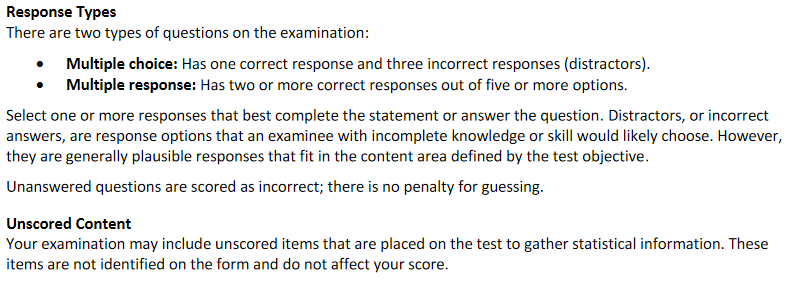 Response Types
There are two types of questions on the examination:
• Multiple choice: Has one correct response and three incorrect responses (distractors).
• Multiple response: Has two or more correct responses out of five or more options.
Select one or more responses that best complete the statement or answer the question. Distractors, or incorrect
answers, are response options that an examinee with incomplete knowledge or skill would likely choose. However,
they are generally plausible responses that fit in the content area defined by the test objective.
Unanswered questions are scored as incorrect; there is no penalty for guessing.
Unscored Content
Your examination may include unscored items that are placed on the test to gather statistical information. These
items are not identified on the form and do not affect your score.